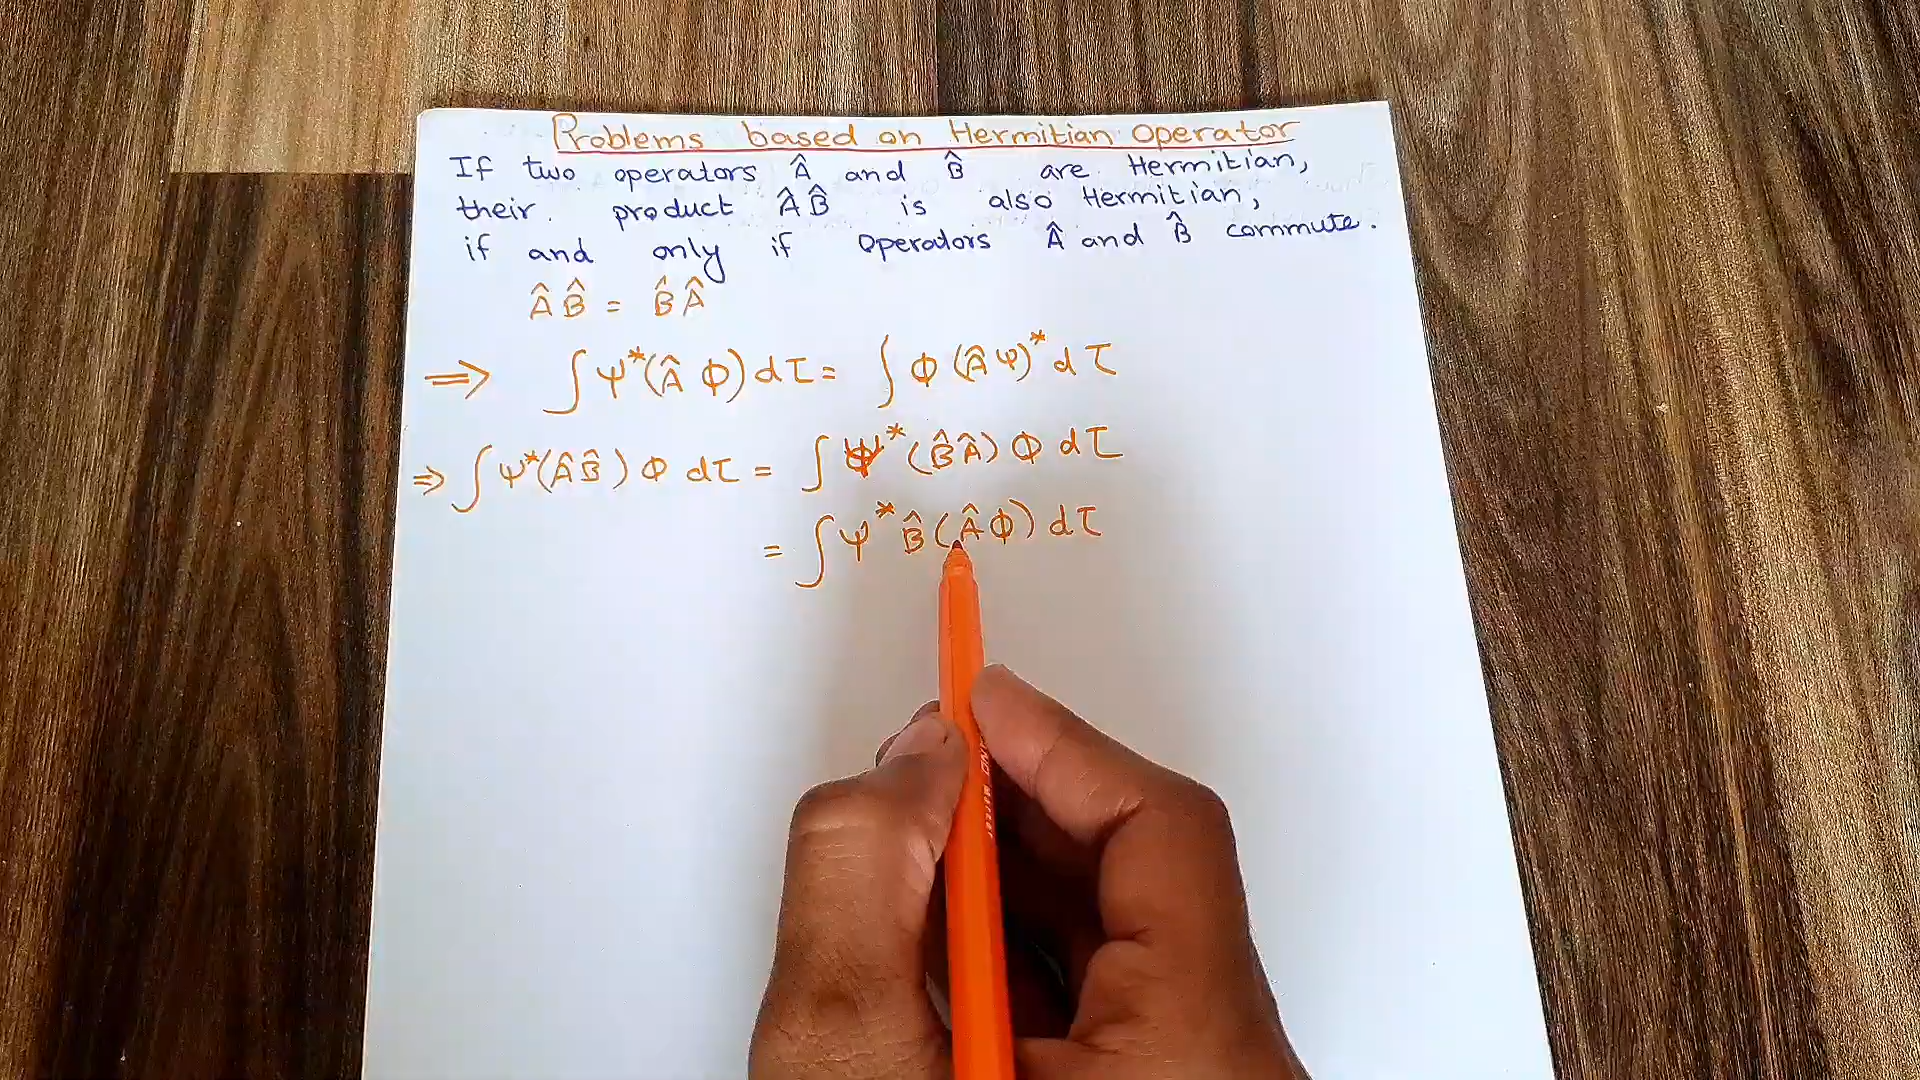 Problems based on Hermitian Operator
If two operators Â and B̂ are Hermitian,
their product ÂB̂ is also Hermitian,
if and only if Operators Â and B̂ commute.
ÂB̂ = B̂Â
⇒ ∫ψ*(Âϕ)dτ = ∫ϕ(Âψ)*dτ
⇒ ∫ψ*(ÂB̂)ϕ dτ = ∫ψ*(B̂Â)ϕ dτ
= ∫ψ*B̂(Âϕ)dτ